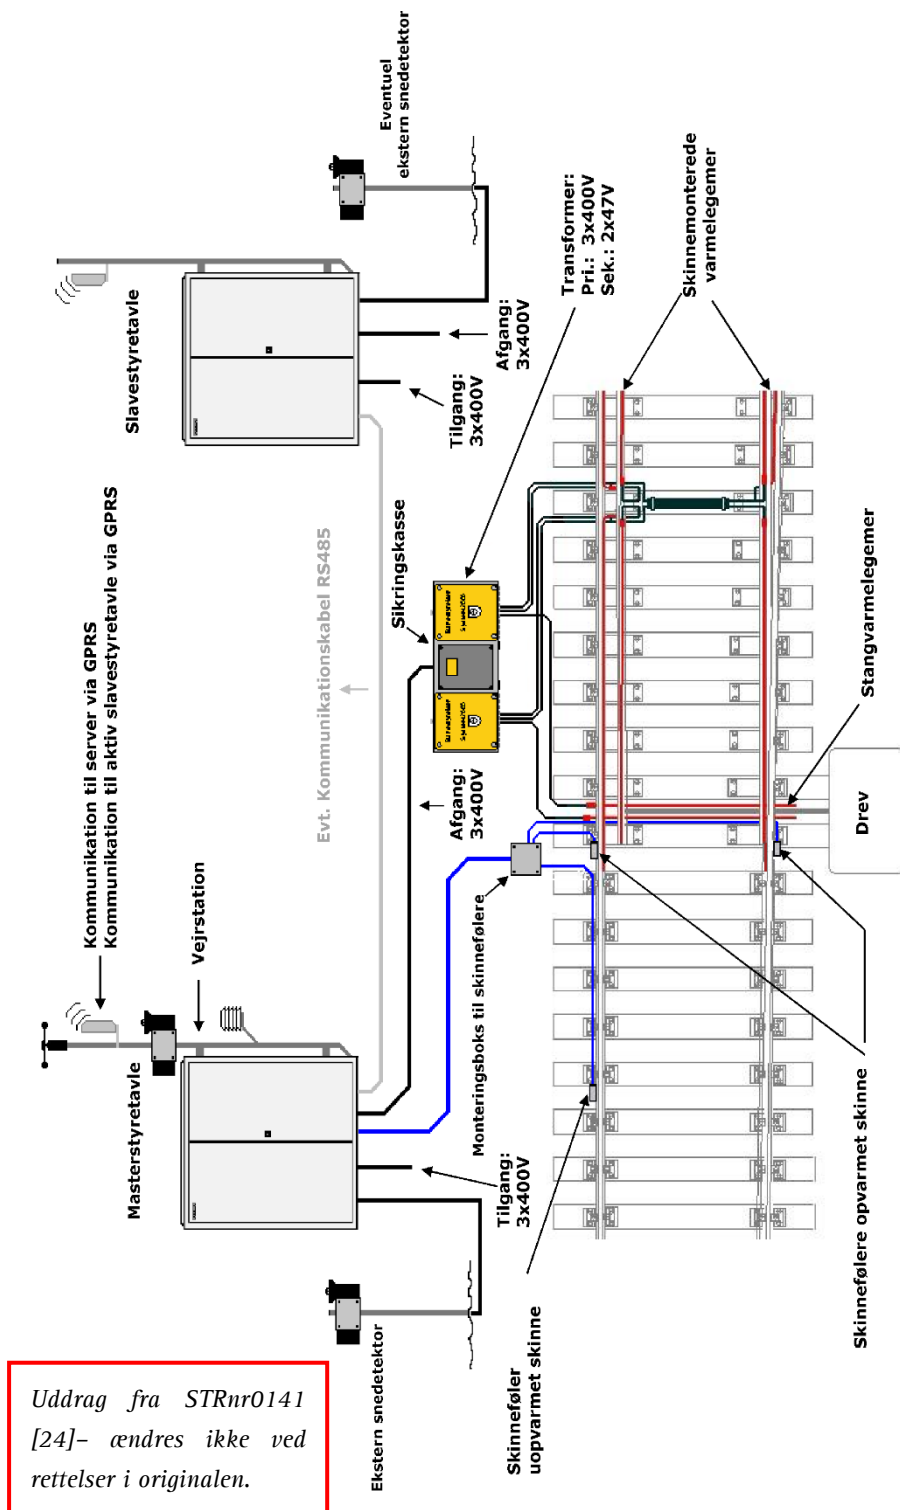 Kommunikation til server via GPRS
Kommunikation til aktiv slavestyretavle via GPRS
Vejrstation
Masterstyretavle
Slavestyretavle
Eventuel
ekstern snedetektor
Ekstern snedetektor
Evt. Kommunikationskabel RS485
Tilgang:
3x400V
Afgang:
3x400V
Tilgang:
3x400V
Afgang:
3x400V
Sikringskasse
Transformer:
Pri.: 3x400V
Sek.: 2x47V
Monteringsboks til skinnefølere
Skinnemonterede
varmelegemer
Stangvarmelegemer
Drev
Skinneføler
uopvarmet skinne
Skinnefølere opvarmet skinne
Uddrag fra STRnr0141
[24]– ændres ikke ved
rettelser i originalen.